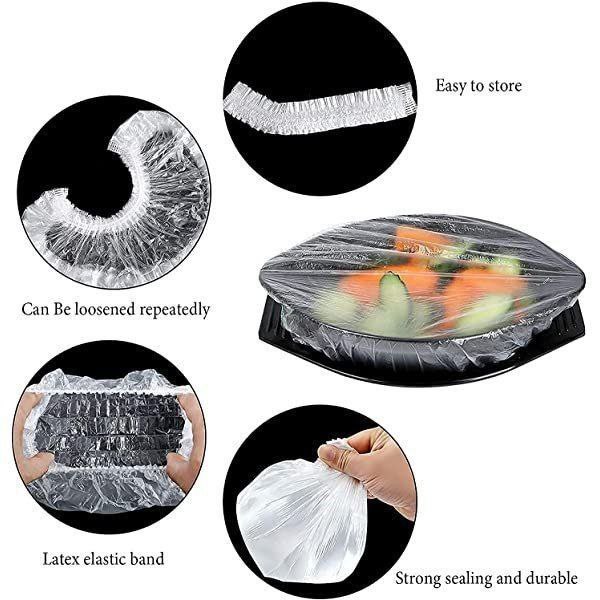 Easy to store
Can Be loosened repeatedly
Latex elastic band
Strong sealing and durable